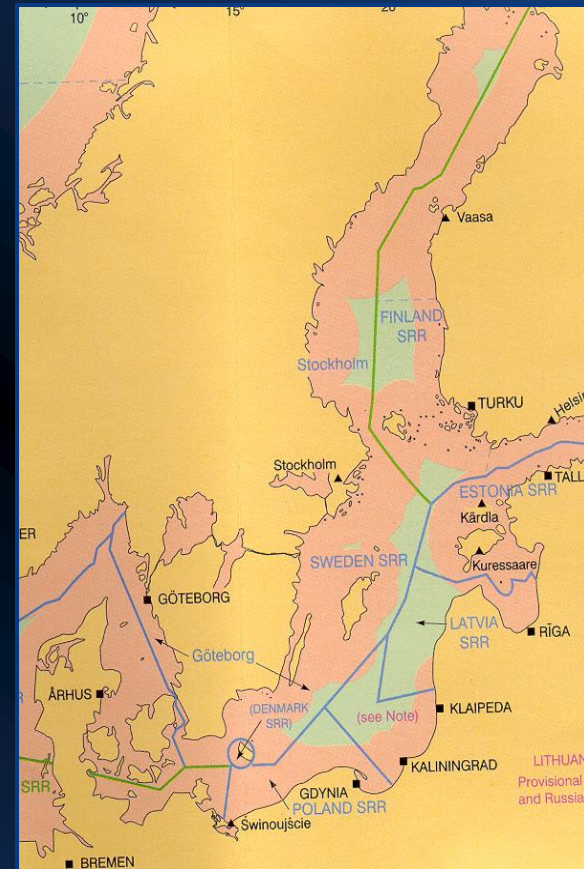 10°
15°
20
Vaasa
FINLAND
SRR
Stockholm
TURKU
Stockholm
ESTONIA SRR
Kärdla
SWEDEN SRR
Kuressaare
GÖTEBORG
LATVIA
SRR
RĪGA
Göteborg
ÅRHUS
(DENMARK
SRR)
(see Note)
KLAIPEDA
KALININGRAD
LITHUAN
SRR
GDYNIA
Provisional
and Russia
POLAND SRR
Świnoujście
BREMEN
ER
Helsin
TALL
R